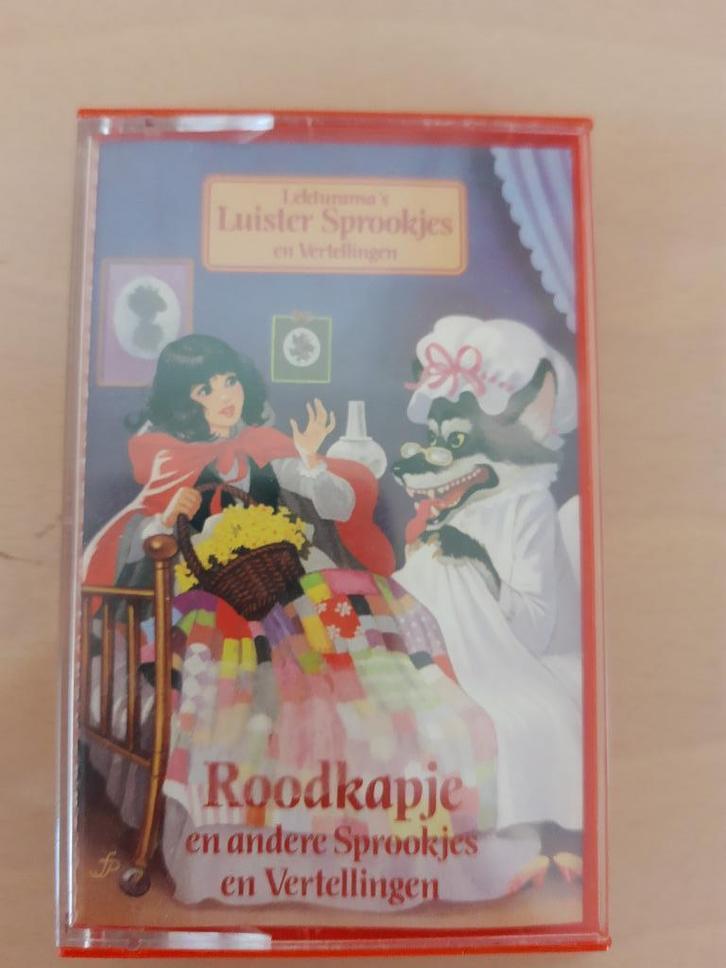 Lekturama's
Luister Sprookjes
en Vertellingen
Roodkapje
en andere Sprookjes
en Vertellingen